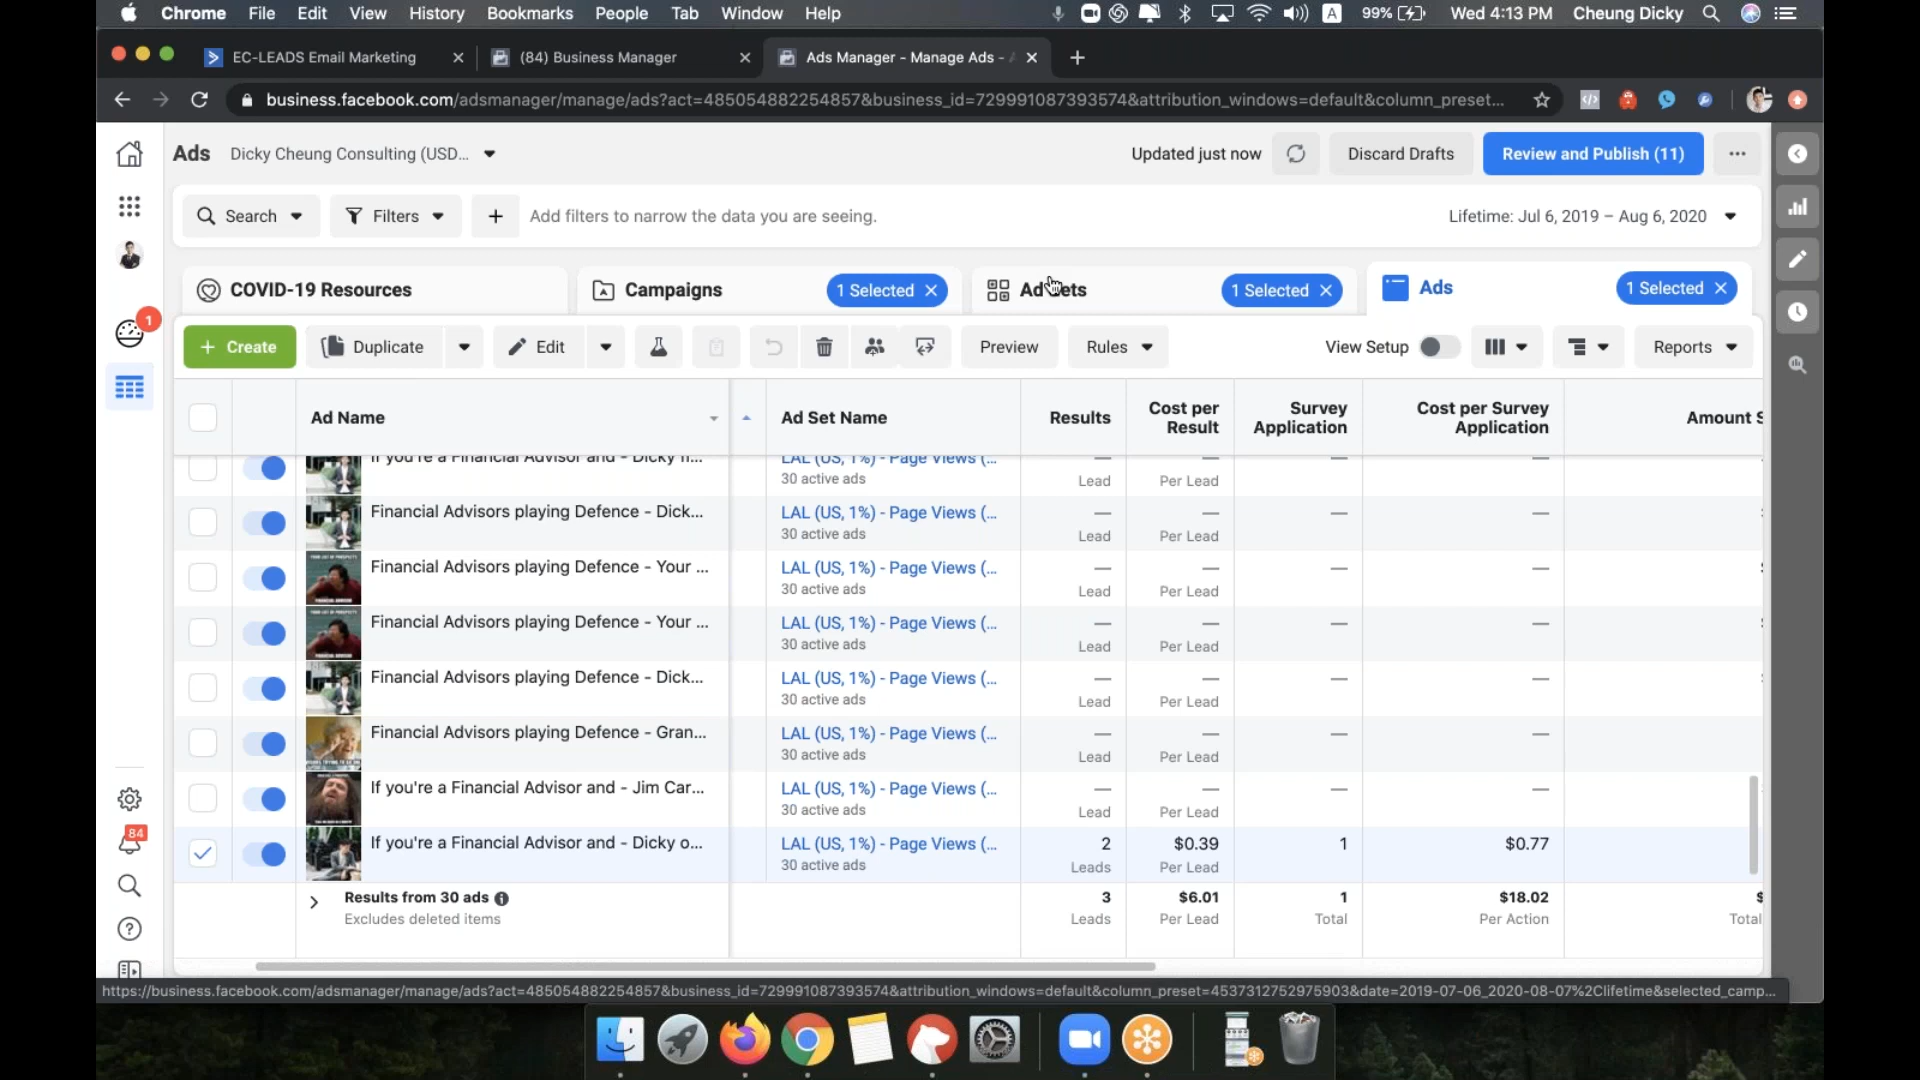 Chrome File Edit View History Bookmarks People Tab Window Help
A 99% Wed 4:13 PM Cheung Dicky
EC-LEADS Email Marketing
(84) Business Manager
Ads Manager - Manage Ads -
business.facebook.com/adsmanager/manage/ads?act=485054882254857&business_id=729991087393574&attribution_windows=default&column_preset...
Ads Dicky Cheung Consulting (USD... Updated just now Discard Drafts Review and Publish (11)
Search Filters + Add filters to narrow the data you are seeing. Lifetime: Jul 6, 2019 – Aug 6, 2020
COVID-19 Resources Campaigns 1 Selected Ad Sets 1 Selected Ads 1 Selected
1
+ Create Duplicate Edit Preview Rules View Setup Reports
Ad Name Ad Set Name Results Cost per Result Survey Application Cost per Survey Application Amount S
If you're a Financial Advisor and - Dicky ... LAL (US, 1%) - Page Views (... — — — —
30 active ads Lead Per Lead
Financial Advisors playing Defence - Dick... LAL (US, 1%) - Page Views (... — — — —
30 active ads Lead Per Lead
Financial Advisors playing Defence - Your ... LAL (US, 1%) - Page Views (... — — — —
30 active ads Lead Per Lead
Financial Advisors playing Defence - Your ... LAL (US, 1%) - Page Views (... — — — —
30 active ads Lead Per Lead
Financial Advisors playing Defence - Dick... LAL (US, 1%) - Page Views (... — — — —
30 active ads Lead Per Lead
Financial Advisors playing Defence - Gran... LAL (US, 1%) - Page Views (... — — — —
30 active ads Lead Per Lead
If you're a Financial Advisor and - Jim Car... LAL (US, 1%) - Page Views (... — — — —
30 active ads Lead Per Lead
If you're a Financial Advisor and - Dicky o... LAL (US, 1%) - Page Views (... 2 $0.39 1 $0.77
30 active ads Leads Per Lead
84
Results from 30 ads 3 $6.01 1 $18.02 $
Excludes deleted items Leads Per Lead Total Per Action Total
https://business.facebook.com/adsmanager/manage/ads?act=485054882254857&business_id=729991087393574&attribution_windows=default&column_preset=4537312752975903&date=2019-07-06_2020-08-07%2Clifetime&selected_camp...